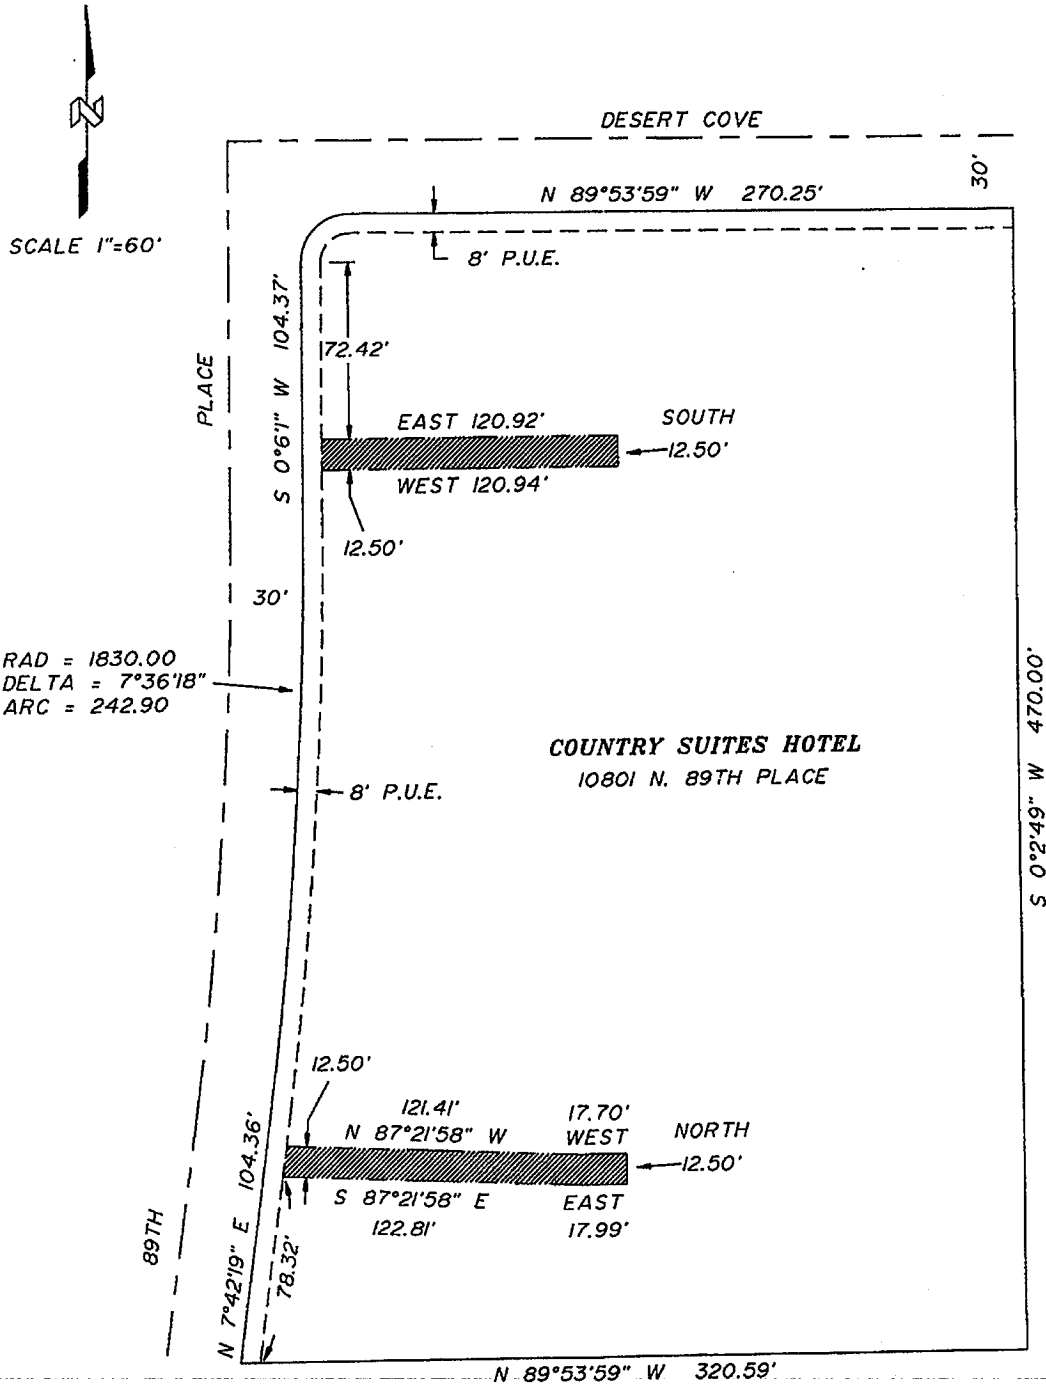 DESERT COVE
30'
N 89°53'59" W 270.25'
N
SCALE 1"=60'
8' P.U.E.
S 0°6'1" W 104.37'
72.42'
PLACE
EAST 120.92'
SOUTH
12.50'
WEST 120.94'
12.50'
30'
RAD = 1830.00
DELTA = 7°36'18"
ARC = 242.90
COUNTRY SUITES HOTEL
10801 N. 89TH PLACE
8' P.U.E.
S 0°2'49" W 470.00'
12.50'
121.41'
N 87°21'58" W
17.70'
WEST
NORTH
12.50'
S 87°21'58" E
122.81'
EAST
17.99'
N 7°42'19" E 104.36'
78.32'
89TH
N 89°53'59" W 320.59'